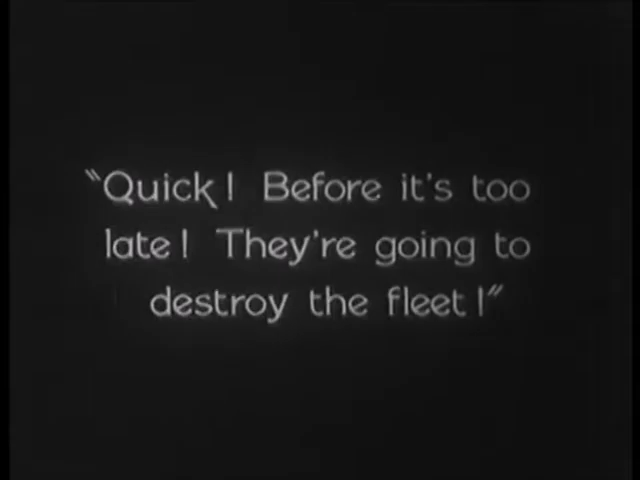 "Quick! Before it's too
late! They're going to
destroy the fleet!"